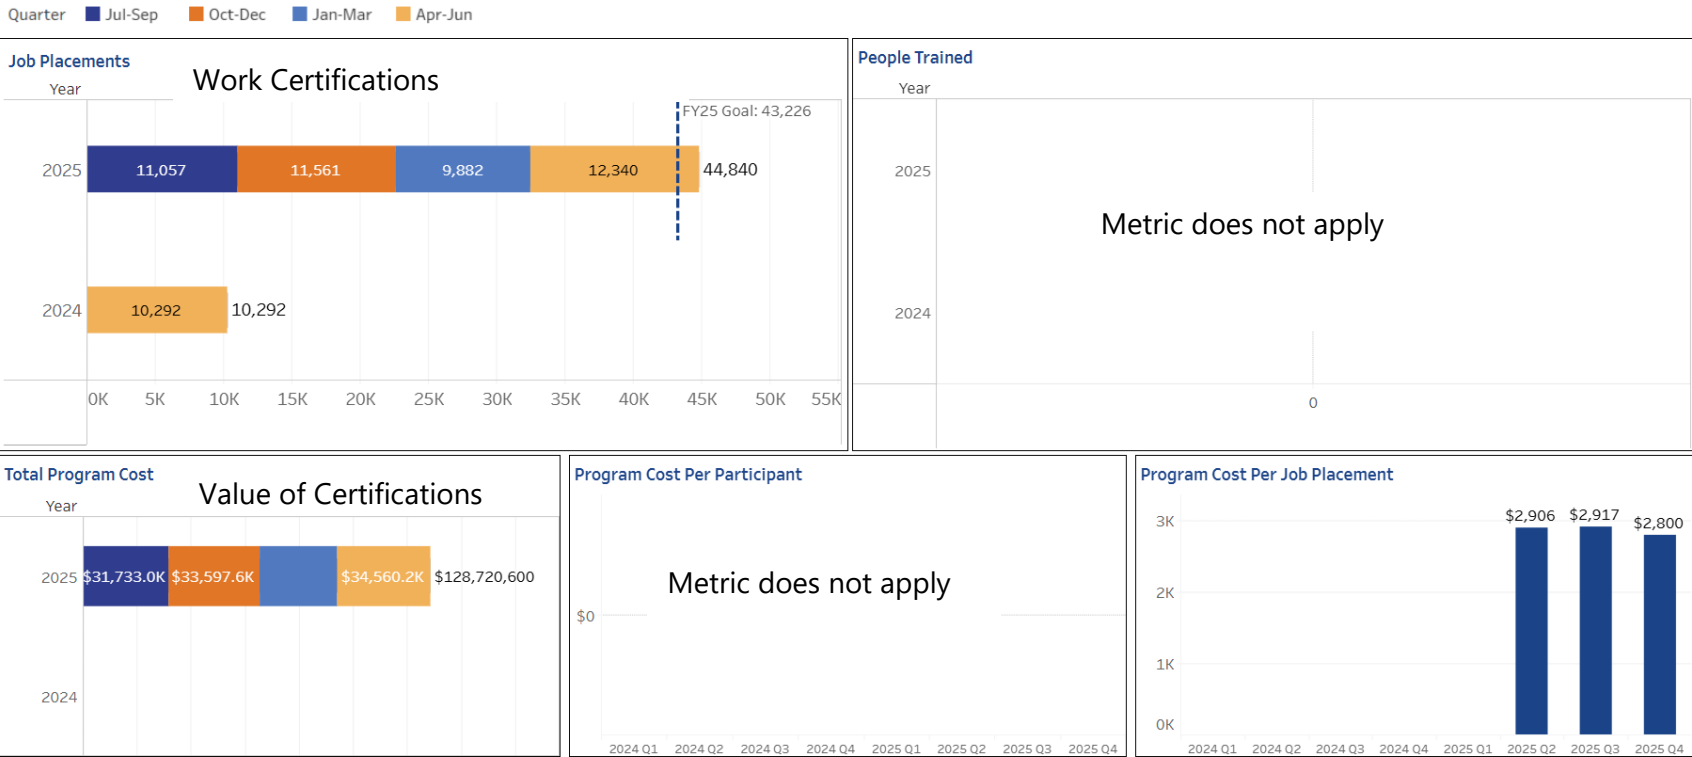 Quarter Jul-Sep Oct-Dec Jan-Mar Apr-Jun
Job Placements
Work Certifications
Year
FY25 Goal: 43,226
2025 11,057 11,561 9,882 12,340 44,840
2024 10,292 10,292
0K 5K 10K 15K 20K 25K 30K 35K 40K 45K 50K 55K
People Trained
Year
2025
Metric does not apply
2024
0
Total Program Cost
Value of Certifications
Year
2025 $31,733.0K $33,597.6K $34,560.2K $128,720,600
2024
Program Cost Per Participant
Metric does not apply
$0
2024 Q1 2024 Q2 2024 Q3 2024 Q4 2025 Q1 2025 Q2 2025 Q3 2025 Q4
Program Cost Per Job Placement
$2,906 $2,917 $2,800
3K
2K
1K
0K
2024 Q1 2024 Q2 2024 Q3 2024 Q4 2025 Q1 2025 Q2 2025 Q3 2025 Q4